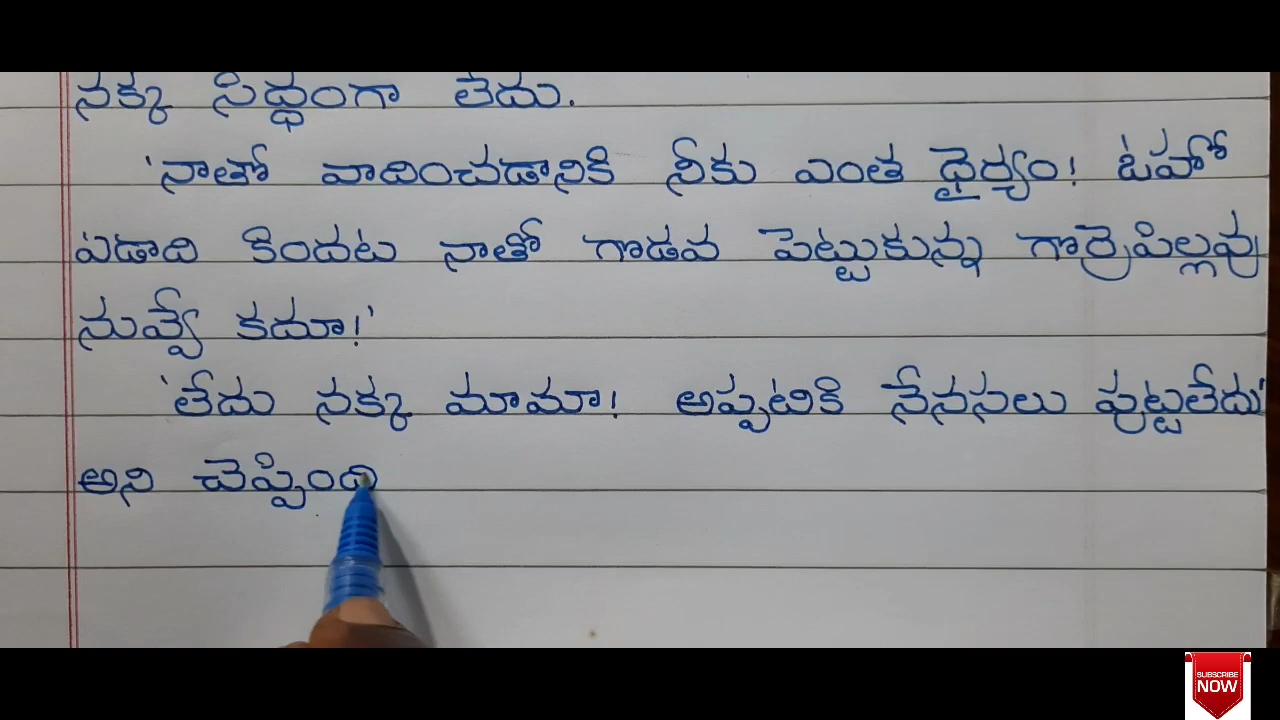 నక్క సిద్ధంగా లేదు.
'నాతో వాదించడానికి నీకు ఎంత ధైర్యం! ఓహో
ఏడాది కిందట నాతో గొడవ పెట్టుకున్న గొర్రెపిల్లవు
నువ్వే కదూ!'
'లేదు నక్క మామా! అప్పటికి నేనసలు పుట్టలేదు'
అని చెప్పింది
SUBSCRIBE
NOW